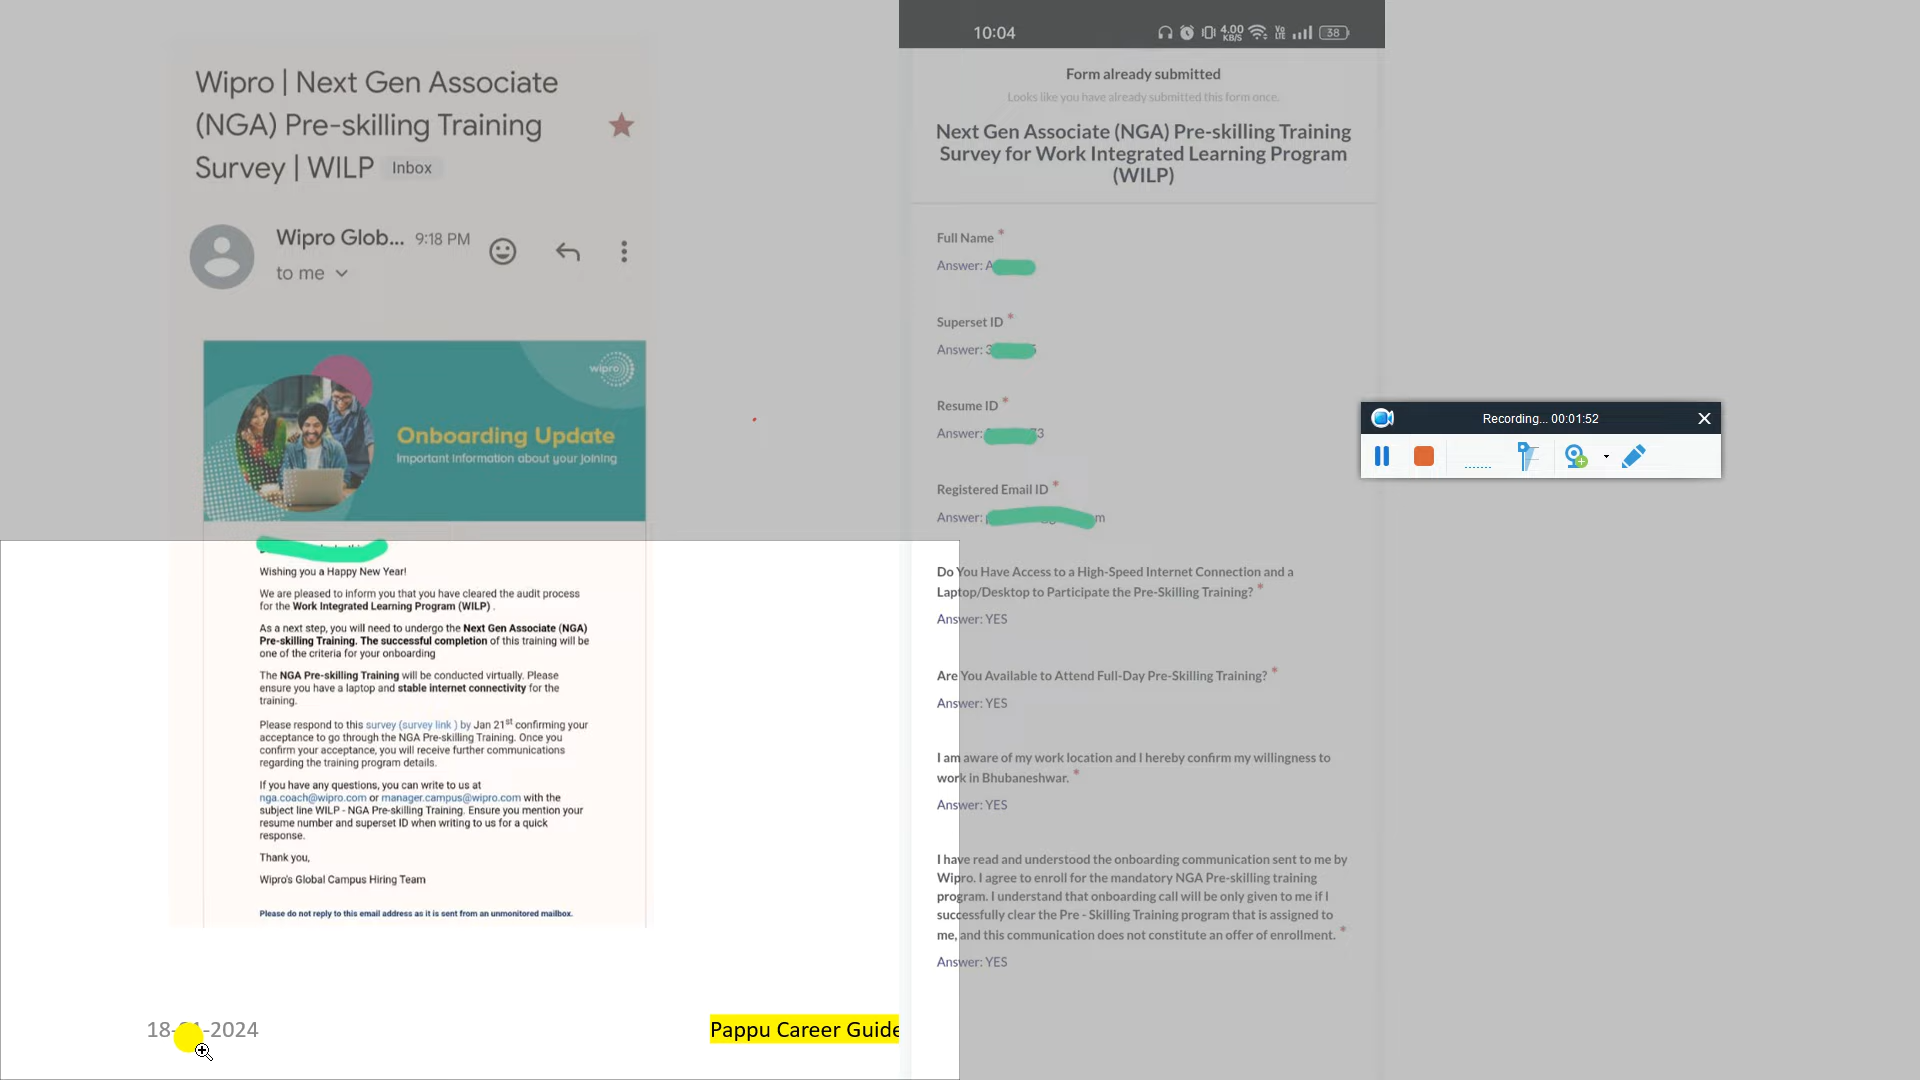 Wipro | Next Gen Associate
(NGA) Pre-skilling Training
Survey | WILP Inbox
Wipro Glob... 9:18 PM
to me
wipro
Onboarding Update
Important information about your joining
Wishing you a Happy New Year!
We are pleased to inform you that you have cleared the audit process
for the Work Integrated Learning Program (WILP) .
As a next step, you will need to undergo the Next Gen Associate (NGA)
Pre-skilling Training. The successful completion of this training will be
one of the criteria for your onboarding
The NGA Pre-skilling Training will be conducted virtually. Please
ensure you have a laptop and stable internet connectivity for the
training.
Please respond to this survey (survey link ) by Jan 21st confirming your
acceptance to go through the NGA Pre-skilling Training. Once you
confirm your acceptance, you will receive further communications
regarding the training program details.
If you have any questions, you can write to us at
nga.coach@wipro.com or manager.campus@wipro.com with the
subject line WILP - NGA Pre-skilling Training. Ensure you mention your
resume number and superset ID when writing to us for a quick
response.
Thank you,
Wipro's Global Campus Hiring Team
Please do not reply to this email address as it is sent from an unmonitored mailbox.
18- -2024
Pappu Career Guide
10:04 4.00 KB/S Vo LTE 38
Form already submitted
Looks like you have already submitted this form once.
Next Gen Associate (NGA) Pre-skilling Training
Survey for Work Integrated Learning Program
(WILP)
Full Name *
Answer: A
Superset ID *
Answer: 3
Resume ID *
Answer: 73
Registered Email ID *
Answer: m
Do You Have Access to a High-Speed Internet Connection and a
Laptop/Desktop to Participate the Pre-Skilling Training? *
Answer: YES
Are You Available to Attend Full-Day Pre-Skilling Training? *
Answer: YES
I am aware of my work location and I hereby confirm my willingness to
work in Bhubaneshwar. *
Answer: YES
I have read and understood the onboarding communication sent to me by
Wipro. I agree to enroll for the mandatory NGA Pre-skilling training
program. I understand that onboarding call will be only given to me if I
successfully clear the Pre - Skilling Training program that is assigned to
me, and this communication does not constitute an offer of enrollment. *
Answer: YES
Recording... 00:01:52